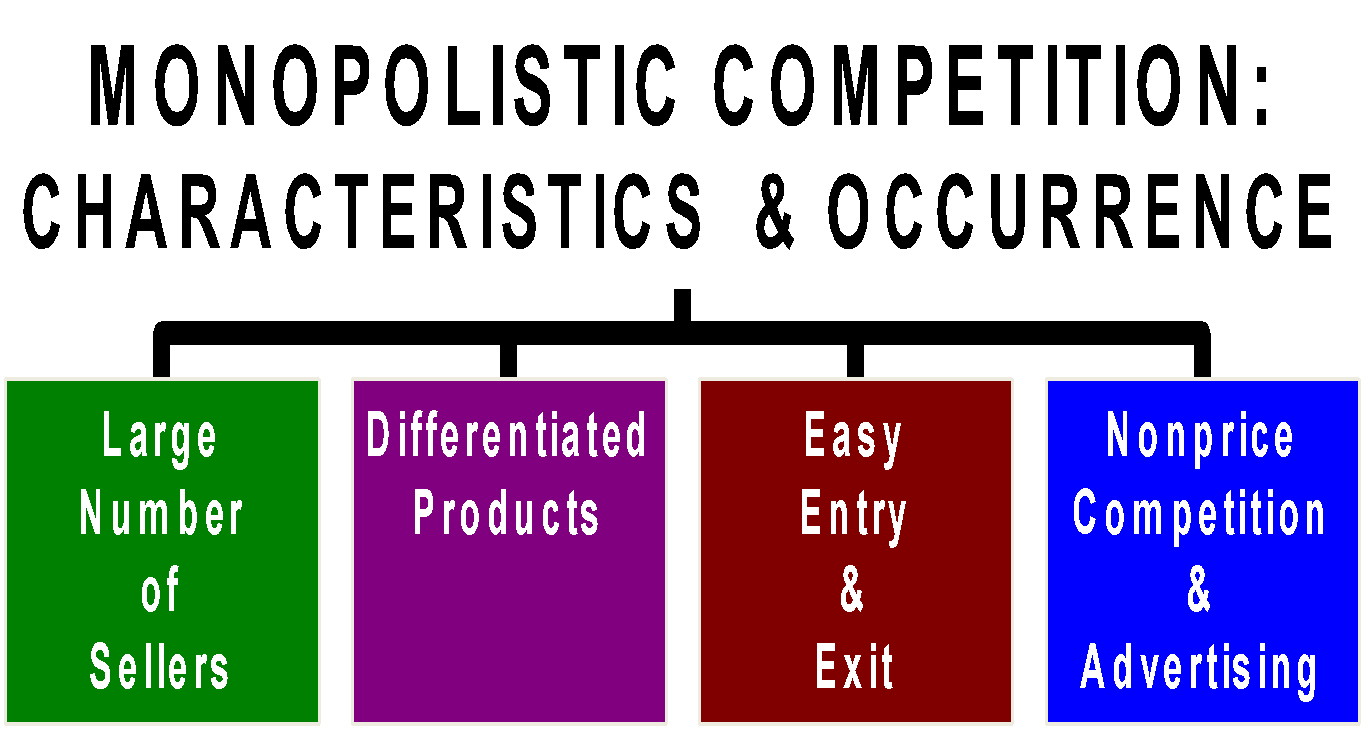 MONOPOLISTIC COMPETITION:
CHARACTERISTICS & OCCURRENCE
Large
Number
of
Sellers
Differentiated
Products
Easy
Entry
&
Exit
Nonprice
Competition
&
Advertising